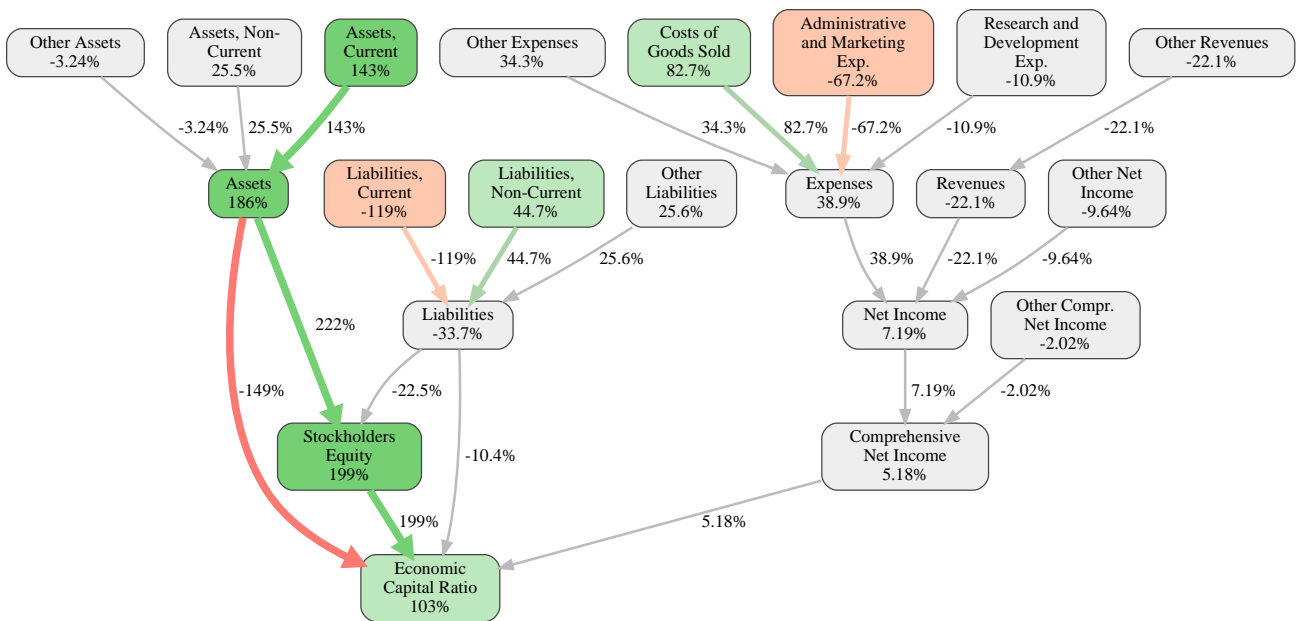 Other Assets
-3.24%
Assets, Non-
Current
25.5%
Assets,
Current
143%
Other Expenses
34.3%
Costs of
Goods Sold
82.7%
Administrative
and Marketing
Exp.
-67.2%
Research and
Development
Exp.
-10.9%
Other Revenues
-22.1%
-3.24%
25.5%
143%
34.3%
82.7%
-67.2%
-10.9%
-22.1%
Assets
186%
Liabilities,
Current
-119%
Liabilities,
Non-Current
44.7%
Other
Liabilities
25.6%
Expenses
38.9%
Revenues
-22.1%
Other Net
Income
-9.64%
-119%
44.7%
25.6%
38.9%
-22.1%
-9.64%
Liabilities
-33.7%
Net Income
7.19%
Other Compr.
Net Income
-2.02%
222%
-149%
-22.5%
7.19%
-2.02%
Stockholders
Equity
199%
-10.4%
Comprehensive
Net Income
5.18%
199%
5.18%
Economic
Capital Ratio
103%